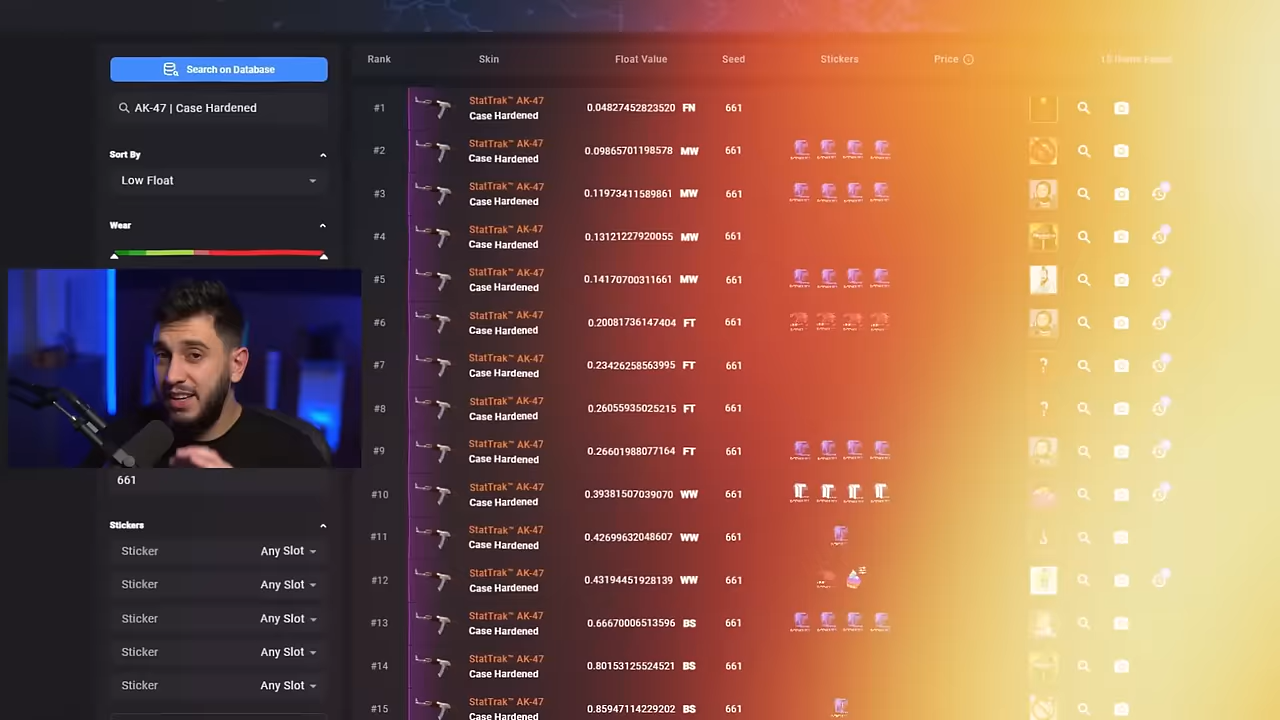 Search on Database
AK-47 | Case Hardened
Sort By
Low Float
Wear
661
Stickers
Sticker Any Slot
Sticker Any Slot
Sticker Any Slot
Sticker Any Slot
Sticker Any Slot
Rank Skin Float Value Seed Stickers Price
#1 StatTrak™ AK-47 Case Hardened 0.04827452823520 FN 661
#2 StatTrak™ AK-47 Case Hardened 0.09865701198578 MW 661
#3 StatTrak™ AK-47 Case Hardened 0.11973411589861 MW 661
#4 StatTrak™ AK-47 Case Hardened 0.13121227920055 MW 661
#5 StatTrak™ AK-47 Case Hardened 0.14170700311661 MW 661
#6 StatTrak™ AK-47 Case Hardened 0.20081736147404 FT 661
#7 StatTrak™ AK-47 Case Hardened 0.23426258563995 FT 661
#8 StatTrak™ AK-47 Case Hardened 0.26055935025215 FT 661
#9 StatTrak™ AK-47 Case Hardened 0.26601988077164 FT 661
#10 StatTrak™ AK-47 Case Hardened 0.39381507039070 WW 661
#11 StatTrak™ AK-47 Case Hardened 0.42699632048607 WW 661
#12 StatTrak™ AK-47 Case Hardened 0.43194451928139 WW 661
#13 StatTrak™ AK-47 Case Hardened 0.66670006513596 BS 661
#14 StatTrak™ AK-47 Case Hardened 0.80153125524521 BS 661
#15 StatTrak™ AK-47 Case Hardened 0.85947114229202 BS 661